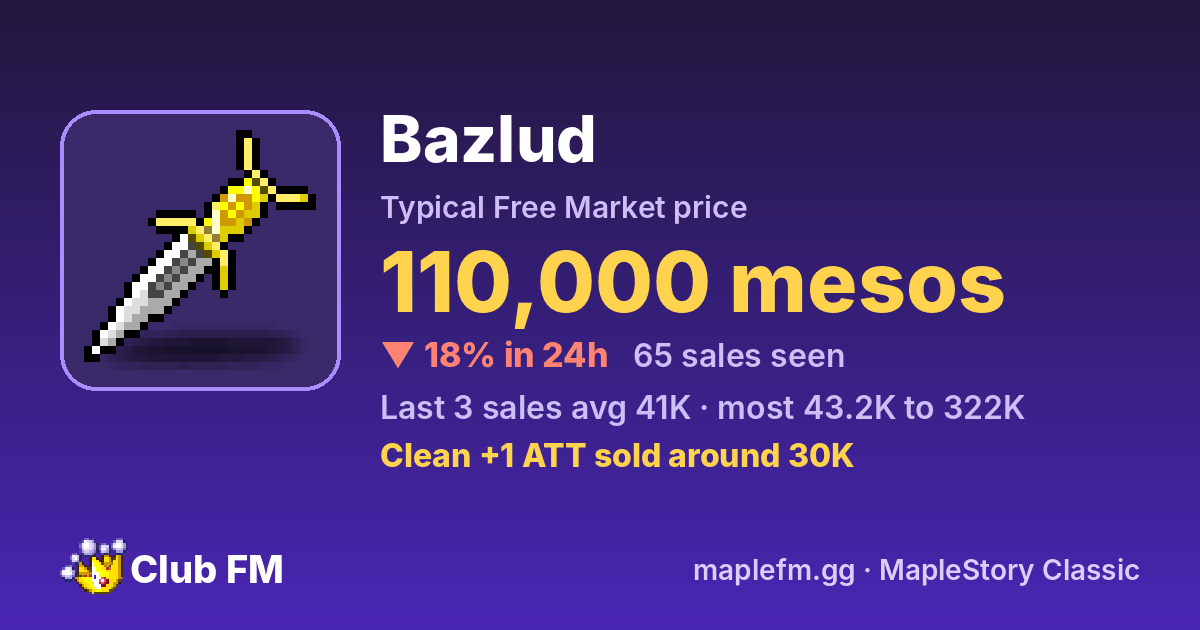 Bazlud
Typical Free Market price
110,000 mesos
▼ 18% in 24h 65 sales seen
Last 3 sales avg 41K · most 43.2K to 322K
Clean +1 ATT sold around 30K
Club FM
maplefm.gg · MapleStory Classic